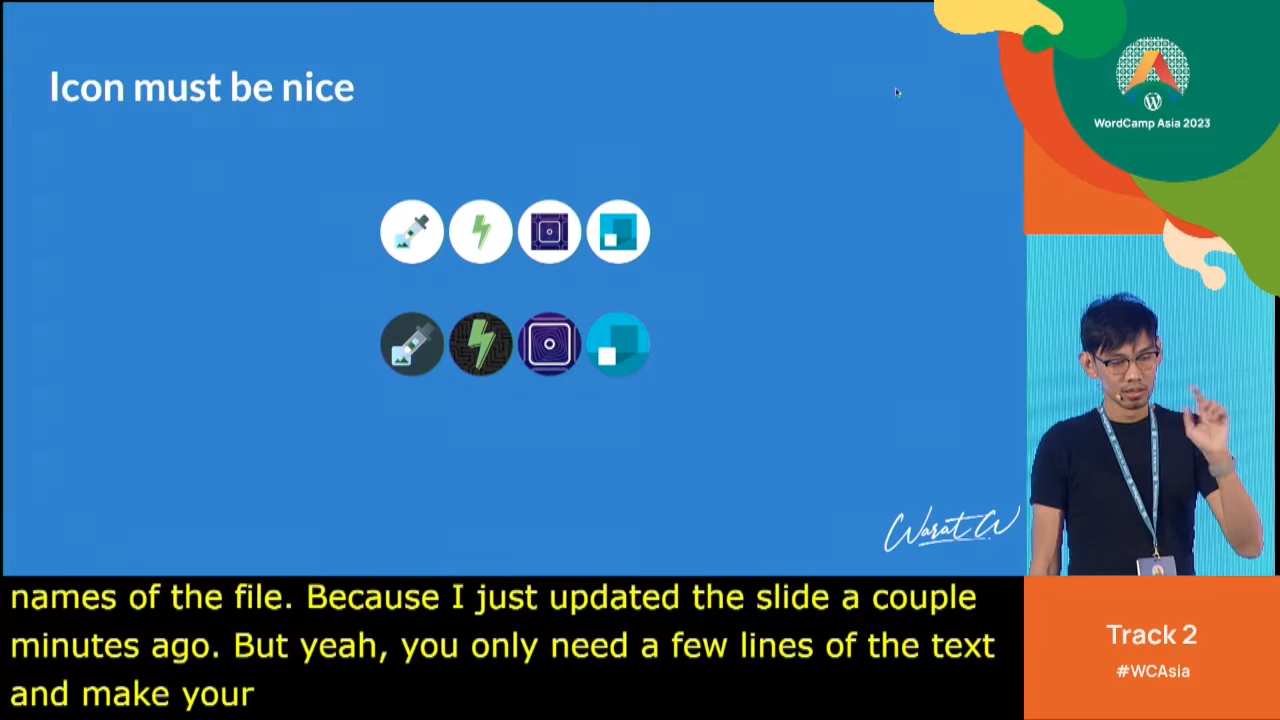 Icon must be nice
WordCamp Asia 2023
Warat W.
names of the file. Because I just updated the slide a couple
minutes ago. But yeah, you only need a few lines of the text
and make your
Track 2
#WCAsia